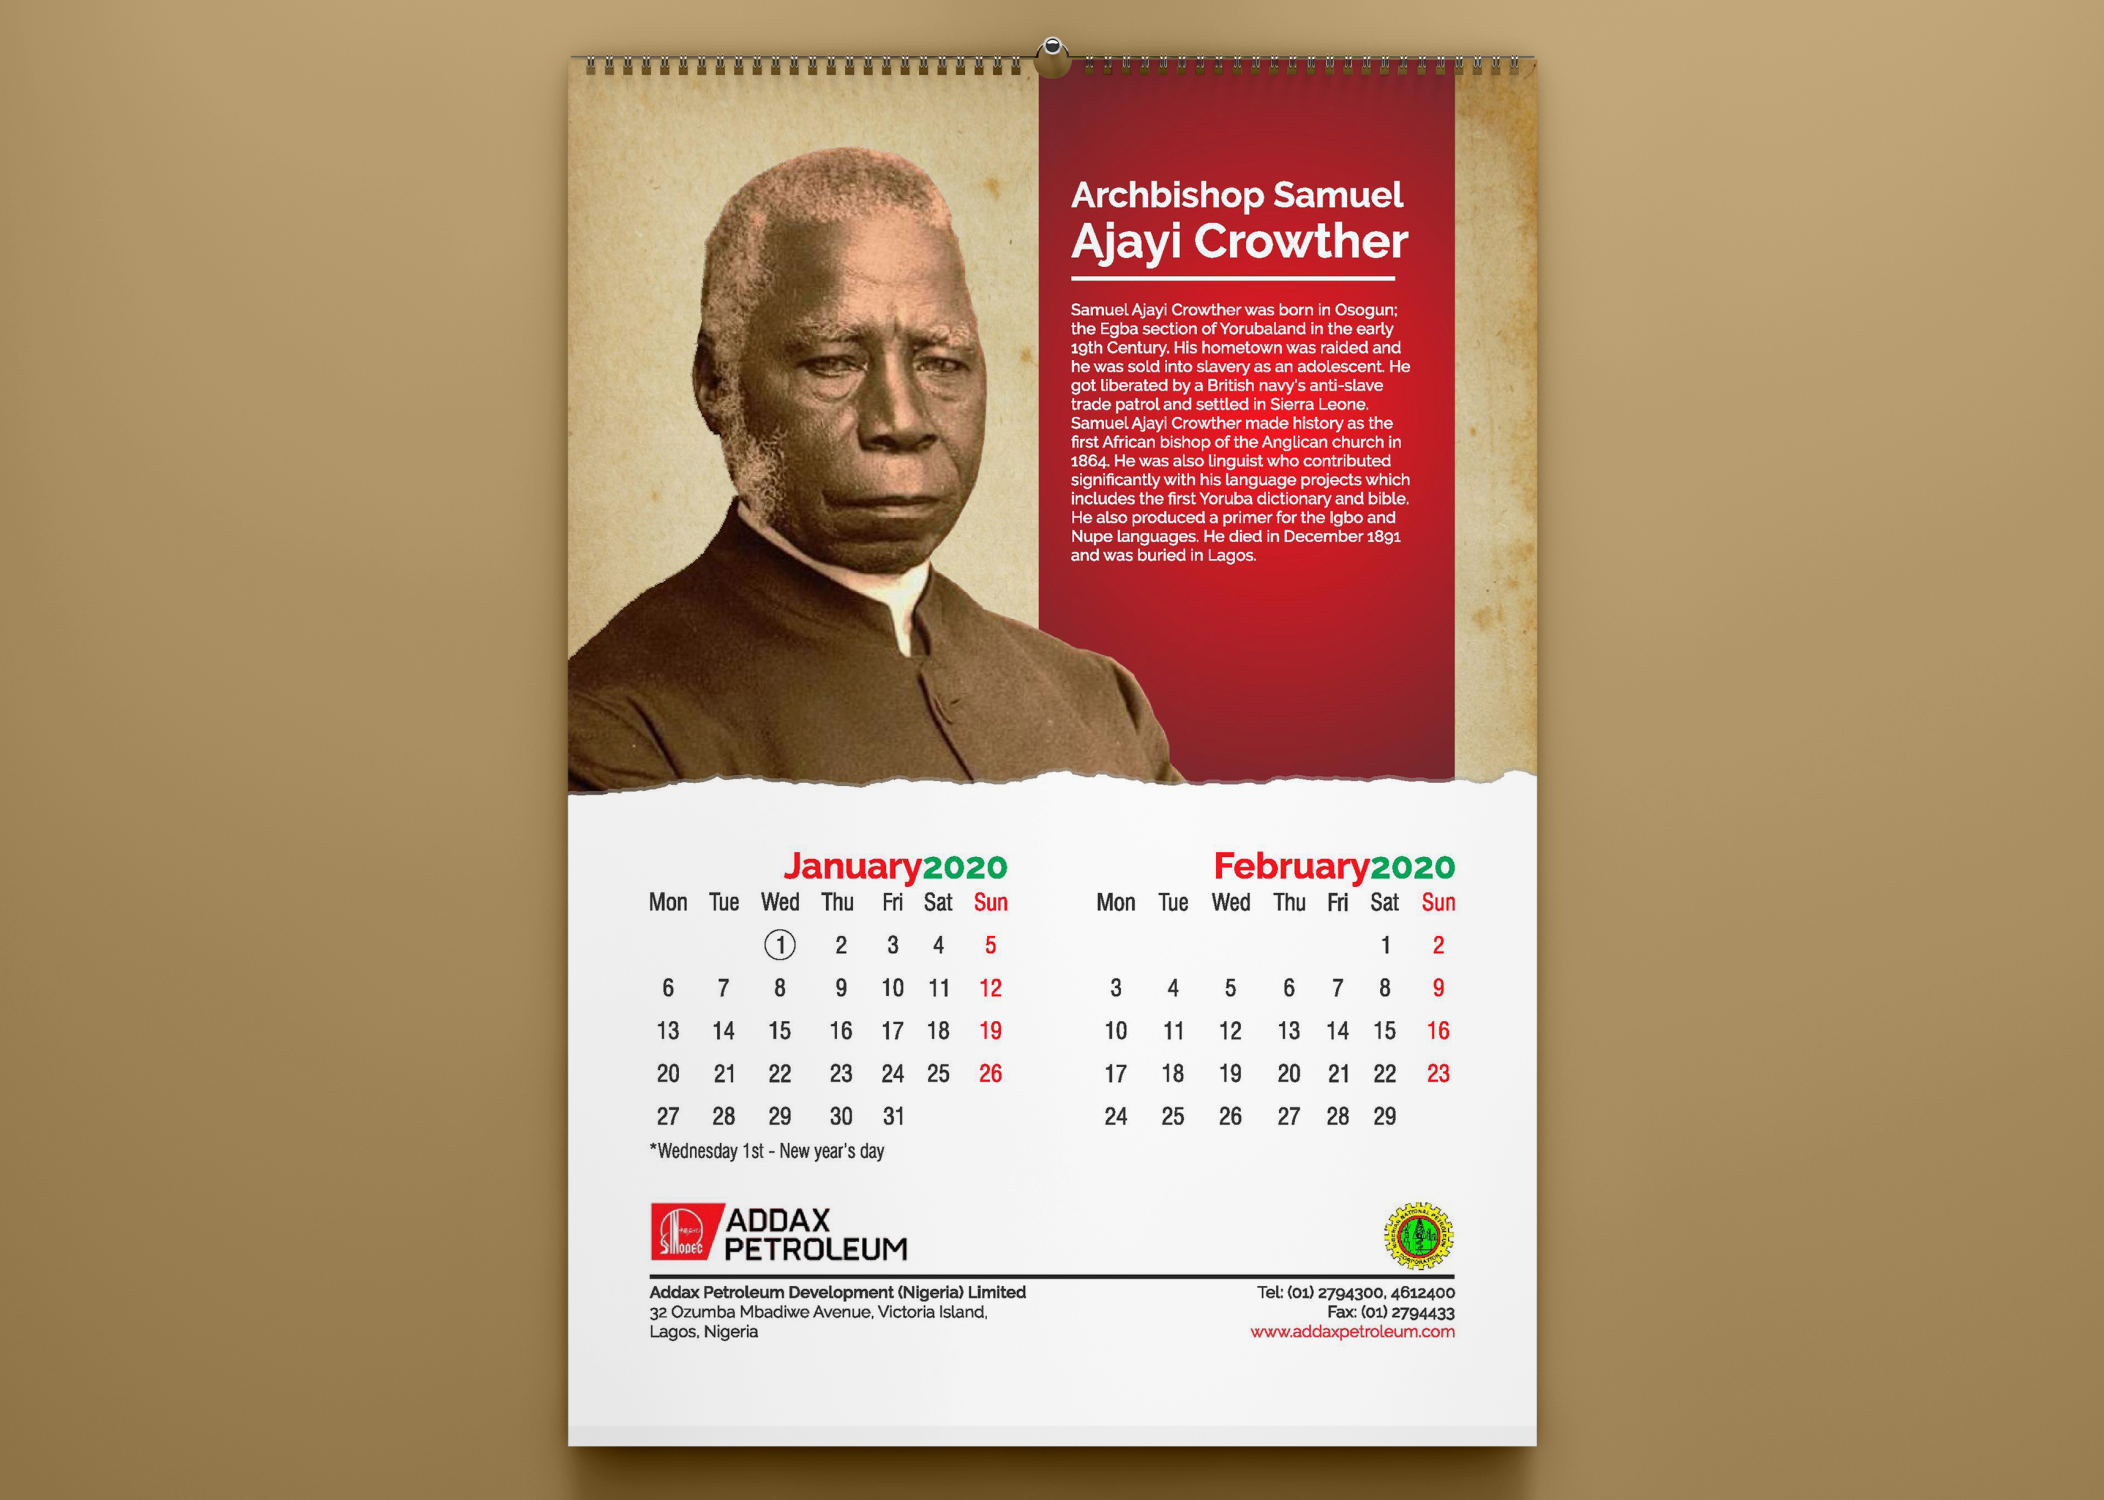 Archbishop Samuel
Ajayi Crowther
Samuel Ajayi Crowther was born in Osogun;
the Egba section of Yorubaland in the early
19th Century. His hometown was raided and
he was sold into slavery as an adolescent. He
got liberated by a British navy's anti-slave
trade patrol and settled in Sierra Leone.
Samuel Ajayi Crowther made history as the
first African bishop of the Anglican church in
1864. He was also linguist who contributed
significantly with his language projects which
includes the first Yoruba dictionary and bible.
He also produced a primer for the Igbo and
Nupe languages. He died in December 1891
and was buried in Lagos.
January2020
Mon Tue Wed Thu Fri Sat Sun
1 2 3 4 5
6 7 8 9 10 11 12
13 14 15 16 17 18 19
20 21 22 23 24 25 26
27 28 29 30 31
*Wednesday 1st - New year's day
February2020
Mon Tue Wed Thu Fri Sat Sun
1 2
3 4 5 6 7 8 9
10 11 12 13 14 15 16
17 18 19 20 21 22 23
24 25 26 27 28 29
SINOPEC
ADDAX
PETROLEUM
NIGERIAN NATIONAL PETROLEUM
CORPORATION
Addax Petroleum Development (Nigeria) Limited
32 Ozumba Mbadiwe Avenue, Victoria Island,
Lagos, Nigeria
Tel: (01) 2794300, 4612400
Fax: (01) 2794433
www.addaxpetroleum.com